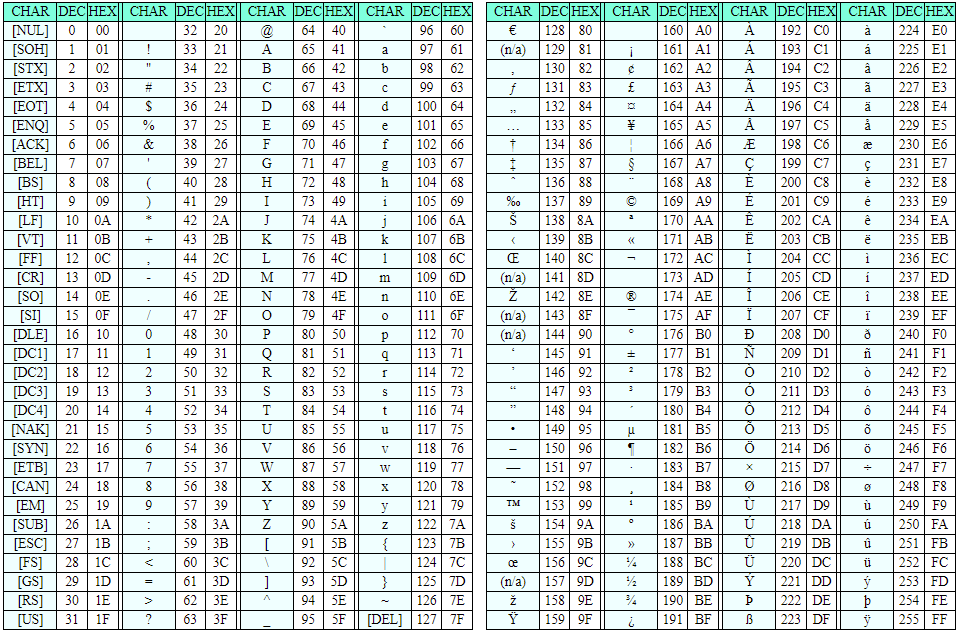 CHAR DEC HEX CHAR DEC HEX CHAR DEC HEX CHAR DEC HEX CHAR DEC HEX CHAR DEC HEX CHAR DEC HEX CHAR DEC HEX
[NUL] 0 00 32 20 @ 64 40 ` 96 60 € 128 80 160 A0 À 192 C0 à 224 E0
[SOH] 1 01 ! 33 21 A 65 41 a 97 61 (n/a) 129 81 ¡ 161 A1 Á 193 C1 á 225 E1
[STX] 2 02 " 34 22 B 66 42 b 98 62 ‚ 130 82 ¢ 162 A2 Â 194 C2 â 226 E2
[ETX] 3 03 # 35 23 C 67 43 c 99 63 ƒ 131 83 £ 163 A3 Ã 195 C3 ã 227 E3
[EOT] 4 04 $ 36 24 D 68 44 d 100 64 „ 132 84 ¤ 164 A4 Ä 196 C4 ä 228 E4
[ENQ] 5 05 % 37 25 E 69 45 e 101 65 … 133 85 ¥ 165 A5 Å 197 C5 å 229 E5
[ACK] 6 06 & 38 26 F 70 46 f 102 66 † 134 86 ¦ 166 A6 Æ 198 C6 æ 230 E6
[BEL] 7 07 ' 39 27 G 71 47 g 103 67 ‡ 135 87 § 167 A7 Ç 199 C7 ç 231 E7
[BS] 8 08 ( 40 28 H 72 48 h 104 68 ˆ 136 88 ¨ 168 A8 È 200 C8 è 232 E8
[HT] 9 09 ) 41 29 I 73 49 i 105 69 ‰ 137 89 © 169 A9 É 201 C9 é 233 E9
[LF] 10 0A * 42 2A J 74 4A j 106 6A Š 138 8A ª 170 AA Ê 202 CA ê 234 EA
[VT] 11 0B + 43 2B K 75 4B k 107 6B ‹ 139 8B « 171 AB Ë 203 CB ë 235 EB
[FF] 12 0C , 44 2C L 76 4C l 108 6C Œ 140 8C ¬ 172 AC Ì 204 CC ì 236 EC
[CR] 13 0D - 45 2D M 77 4D m 109 6D (n/a) 141 8D 173 AD Í 205 CD í 237 ED
[SO] 14 0E . 46 2E N 78 4E n 110 6E Ž 142 8E ® 174 AE Î 206 CE î 238 EE
[SI] 15 0F / 47 2F O 79 4F o 111 6F (n/a) 143 8F ¯ 175 AF Ï 207 CF ï 239 EF
[DLE] 16 10 0 48 30 P 80 50 p 112 70 (n/a) 144 90 ° 176 B0 Ð 208 D0 ð 240 F0
[DC1] 17 11 1 49 31 Q 81 51 q 113 71 ‘ 145 91 ± 177 B1 Ñ 209 D1 ñ 241 F1
[DC2] 18 12 2 50 32 R 82 52 r 114 72 ’ 146 92 ² 178 B2 Ò 210 D2 ò 242 F2
[DC3] 19 13 3 51 33 S 83 53 s 115 73 “ 147 93 ³ 179 B3 Ó 211 D3 ó 243 F3
[DC4] 20 14 4 52 34 T 84 54 t 116 74 ” 148 94 ´ 180 B4 Ô 212 D4 ô 244 F4
[NAK] 21 15 5 53 35 U 85 55 u 117 75 • 149 95 µ 181 B5 Õ 213 D5 õ 245 F5
[SYN] 22 16 6 54 36 V 86 56 v 118 76 – 150 96 ¶ 182 B6 Ö 214 D6 ö 246 F6
[ETB] 23 17 7 55 37 W 87 57 w 119 77 — 151 97 · 183 B7 × 215 D7 ÷ 247 F7
[CAN] 24 18 8 56 38 X 88 58 x 120 78 ˜ 152 98 ¸ 184 B8 Ø 216 D8 ø 248 F8
[EM] 25 19 9 57 39 Y 89 59 y 121 79 ™ 153 99 ¹ 185 B9 Ù 217 D9 ù 249 F9
[SUB] 26 1A : 58 3A Z 90 5A z 122 7A š 154 9A º 186 BA Ú 218 DA ú 250 FA
[ESC] 27 1B ; 59 3B [ 91 5B { 123 7B › 155 9B » 187 BB Û 219 DB û 251 FB
[FS] 28 1C < 60 3C \ 92 5C | 124 7C œ 156 9C ¼ 188 BC Ü 220 DC ü 252 FC
[GS] 29 1D = 61 3D ] 93 5D } 125 7D (n/a) 157 9D ½ 189 BD Ý 221 DD ý 253 FD
[RS] 30 1E > 62 3E ^ 94 5E ~ 126 7E ž 158 9E ¾ 190 BE Þ 222 DE þ 254 FE
[US] 31 1F ? 63 3F _ 95 5F [DEL] 127 7F Ÿ 159 9F ¿ 191 BF ß 223 DF ÿ 255 FF